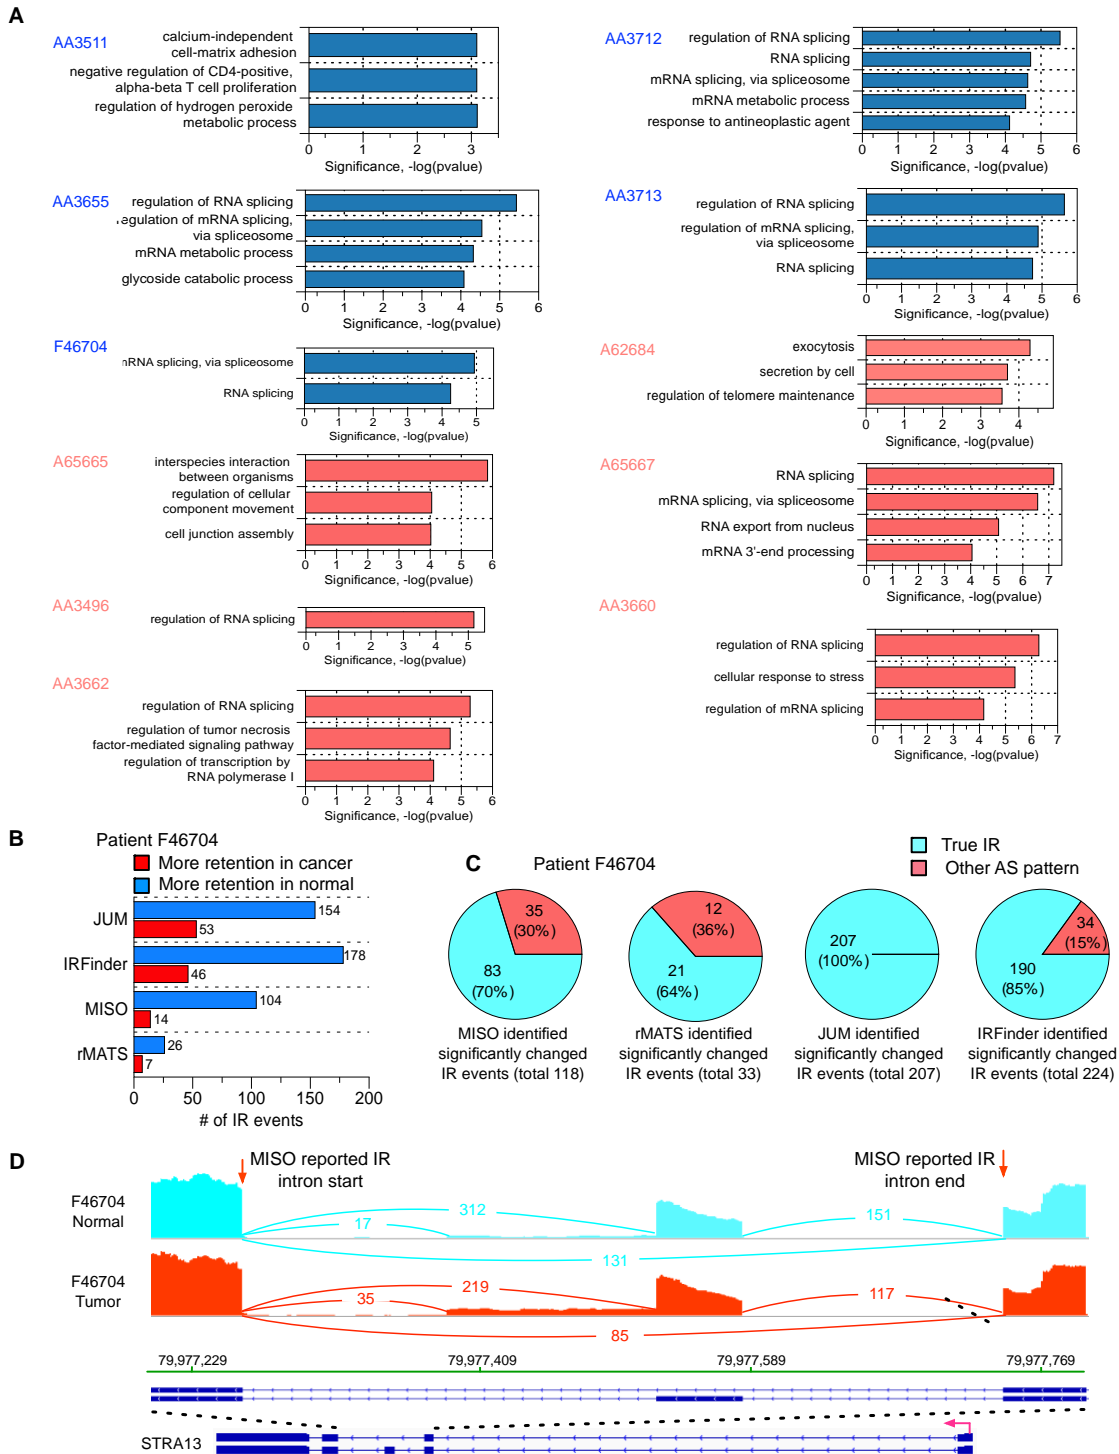 A
AA3511
calcium-independent
cell-matrix adhesion
negative regulation of CD4-positive,
alpha-beta T cell proliferation
regulation of hydrogen peroxide
metabolic process
0 1 2 3
Significance, -log(pvalue)
AA3712
regulation of RNA splicing
RNA splicing
mRNA splicing, via spliceosome
mRNA metabolic process
response to antineoplastic agent
0 1 2 3 4 5 6
Significance, -log(pvalue)
AA3655
regulation of RNA splicing
regulation of mRNA splicing,
via spliceosome
mRNA metabolic process
glycoside catabolic process
0 1 2 3 4 5 6
Significance, -log(pvalue)
AA3713
regulation of RNA splicing
regulation of mRNA splicing,
via spliceosome
RNA splicing
0 1 2 3 4 5 6
Significance, -log(pvalue)
F46704
mRNA splicing, via spliceosome
RNA splicing
0 1 2 3 4 5
Significance, -log(pvalue)
A62684
exocytosis
secretion by cell
regulation of telomere maintenance
0 1 2 3 4
Significance, -log(pvalue)
A65665
interspecies interaction
between organisms
regulation of cellular
component movement
cell junction assembly
0 1 2 3 4 5 6
Significance, -log(pvalue)
A65667
RNA splicing
mRNA splicing, via spliceosome
RNA export from nucleus
mRNA 3'-end processing
0 1 2 3 4 5 6 7
Significance, -log(pvalue)
AA3496
regulation of RNA splicing
0 1 2 3 4 5
Significance, -log(pvalue)
AA3660
regulation of RNA splicing
cellular response to stress
regulation of mRNA splicing
0 1 2 3 4 5 6 7
Significance, -log(pvalue)
AA3662
regulation of RNA splicing
regulation of tumor necrosis
factor-mediated signaling pathway
regulation of transcription by
RNA polymerase I
0 1 2 3 4 5 6
Significance, -log(pvalue)
B
Patient F46704
More retention in cancer
More retention in normal
JUM
154
53
IRFinder
178
46
MISO
104
14
rMATS
26
7
0 50 100 150 200
# of IR events
C
Patient F46704
True IR
Other AS pattern
35
(30%)
83
(70%)
MISO identified
significantly changed
IR events (total 118)
12
(36%)
21
(64%)
rMATS identified
significantly changed
IR events (total 33)
207
(100%)
JUM identified
significantly changed
IR events (total 207)
34
(15%)
190
(85%)
IRFinder identified
significantly changed
IR events (total 224)
D
MISO reported IR
intron start
MISO reported IR
intron end
F46704
Normal
312
17
151
131
F46704
Tumor
219
35
117
85
79,977,229 79,977,409 79,977,589 79,977,769
STRA13